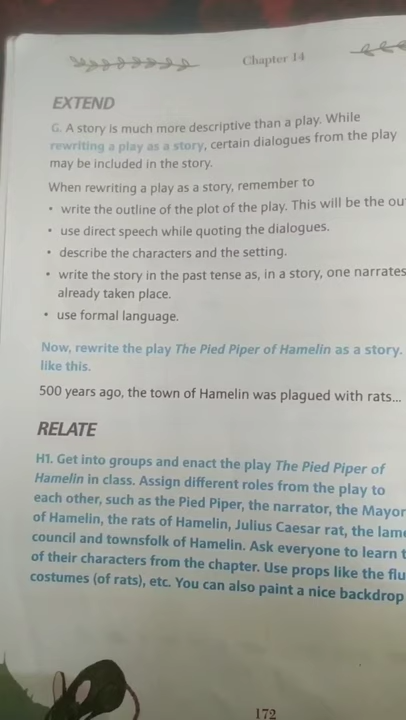 Chapter 14
EXTEND
G. A story is much more descriptive than a play. While
rewriting a play as a story, certain dialogues from the play
may be included in the story.
When rewriting a play as a story, remember to
• write the outline of the plot of the play. This will be the
• use direct speech while quoting the dialogues.
• describe the characters and the setting.
• write the story in the past tense as, in a story, one narrates
already taken place.
• use formal language.
Now, rewrite the play The Pied Piper of Hamelin as a story.
like this.
500 years ago, the town of Hamelin was plagued with rats...
RELATE
H1. Get into groups and enact the play The Pied Piper of
Hamelin in class. Assign different roles from the play to
each other, such as the Pied Piper, the narrator, the Mayor
of Hamelin, the rats of Hamelin, Julius Caesar rat, the
council and townsfolk of Hamelin. Ask everyone to learn
of their characters from the chapter. Use props like the
costumes (of rats), etc. You can also paint a nice backdrop
172